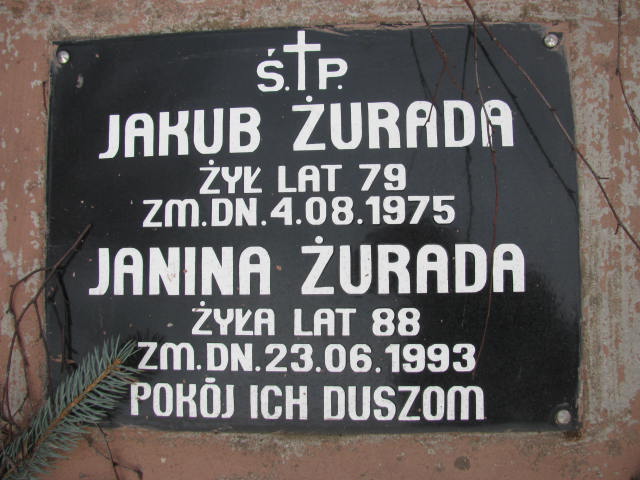 Ś.†P.
JAKUB ŻURADA
ŻYŁ LAT 79
ZM.DN.4.08.1975
JANINA ŻURADA
ŻYŁA LAT 88
ZM.DN.23.06.1993
POKÓJ ICH DUSZOM